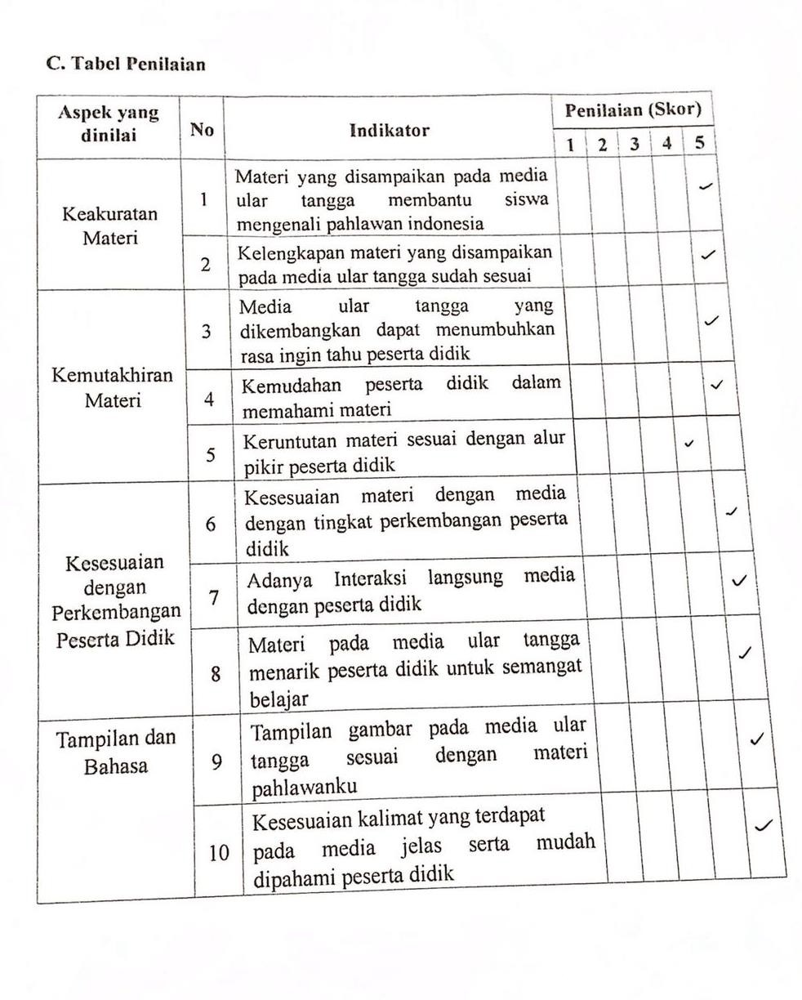 C. Tabel Penilaian
Aspek yang
dinilai
No
Indikator
Penilaian (Skor)
1 2 3 4 5
Keakuratan
Materi
1
Materi yang disampaikan pada media
ular tangga membantu siswa
mengenali pahlawan indonesia
✓
2
Kelengkapan materi yang disampaikan
pada media ular tangga sudah sesuai
✓
Kemutakhiran
Materi
3
Media ular tangga yang
dikembangkan dapat menumbuhkan
rasa ingin tahu peserta didik
✓
4
Kemudahan peserta didik dalam
memahami materi
✓
5
Keruntutan materi sesuai dengan alur
pikir peserta didik
✓
Kesesuaian
dengan
Perkembangan
Peserta Didik
6
Kesesuaian materi dengan media
dengan tingkat perkembangan peserta
didik
✓
7
Adanya Interaksi langsung media
dengan peserta didik
✓
8
Materi pada media ular tangga
menarik peserta didik untuk semangat
belajar
✓
Tampilan dan
Bahasa
9
Tampilan gambar pada media ular
tangga sesuai dengan materi
pahlawanku
✓
10
Kesesuaian kalimat yang terdapat
pada media jelas serta mudah
dipahami peserta didik
✓